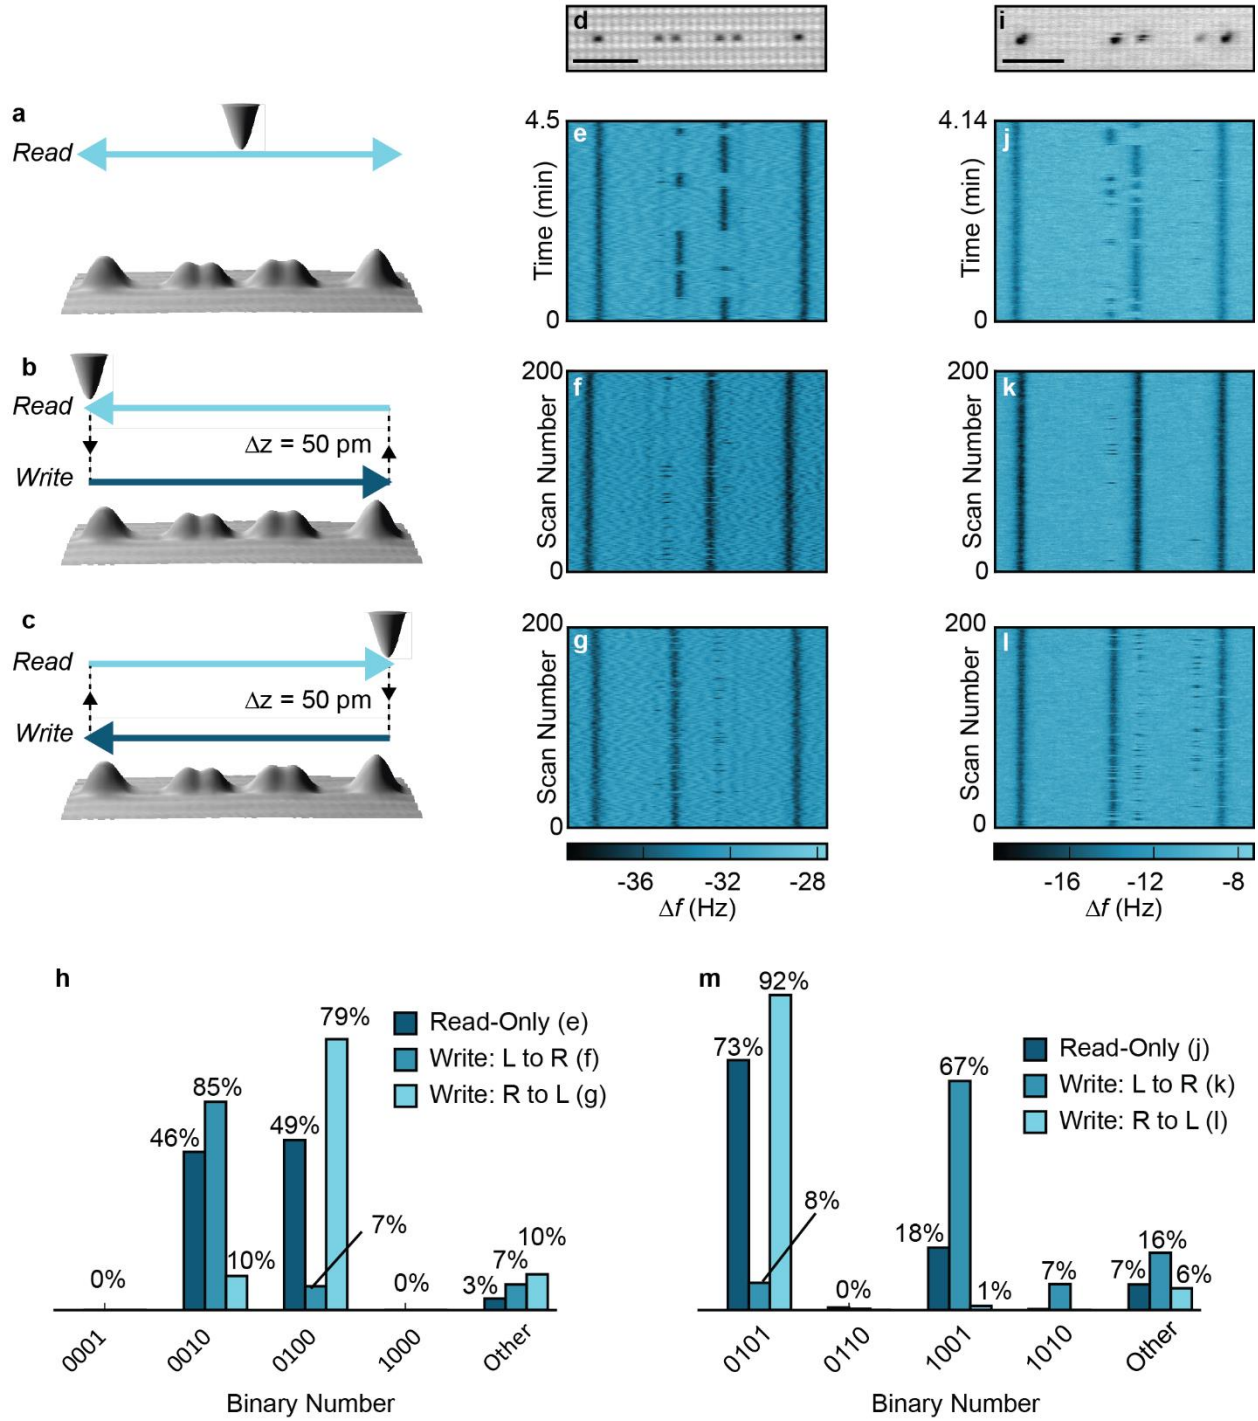 a
Read
b
Read
Δz = 50 pm
Write
c
Read
Δz = 50 pm
Write
d
4.5
e
Time (min)
0
200
f
Scan Number
0
200
g
Scan Number
0
-36 -32 -28
Δf (Hz)
i
4.14
j
Time (min)
0
200
k
Scan Number
0
200
l
Scan Number
0
-16 -12 -8
Δf (Hz)
h
Read-Only (e)
Write: L to R (f)
Write: R to L (g)
0%
46%
85%
10%
49%
7%
79%
0%
3%
7%
10%
0001 0010 0100 1000 Other
Binary Number
m
Read-Only (j)
Write: L to R (k)
Write: R to L (l)
73%
8%
92%
0%
18%
67%
1%
7%
7%
16%
6%
0101 0110 1001 1010 Other
Binary Number